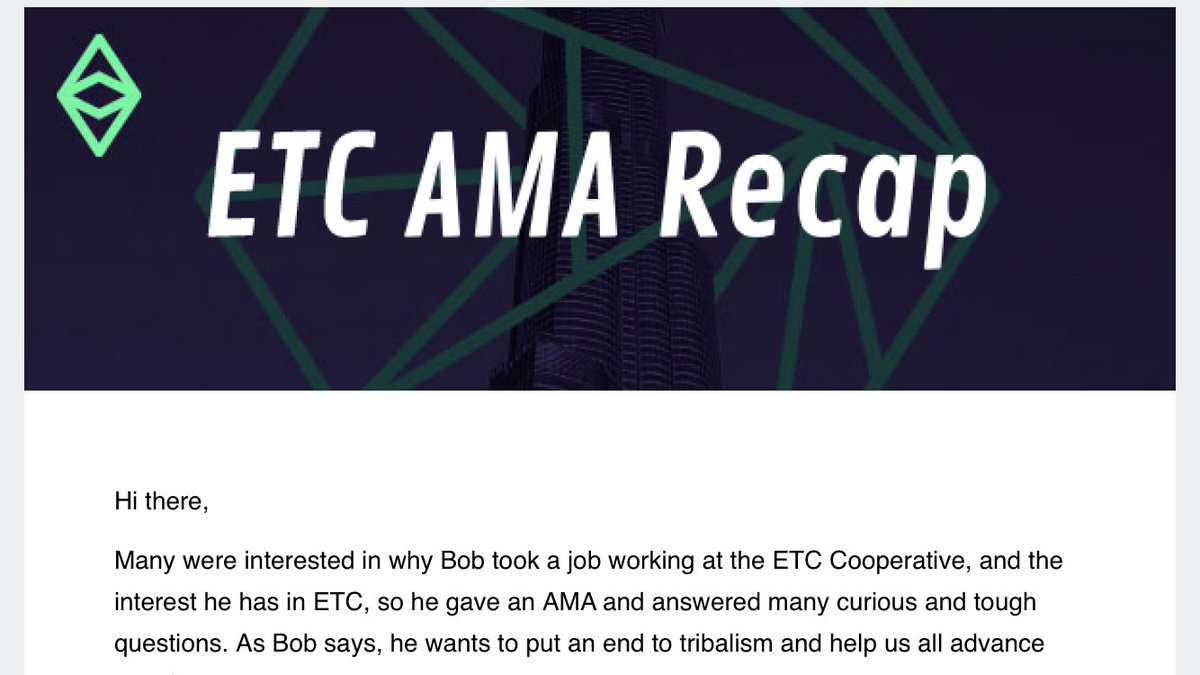 ETC AMA Recap
Hi there,
Many were interested in why Bob took a job working at the ETC Cooperative, and the
interest he has in ETC, so he gave an AMA and answered many curious and tough
questions. As Bob says, he wants to put an end to tribalism and help us all advance